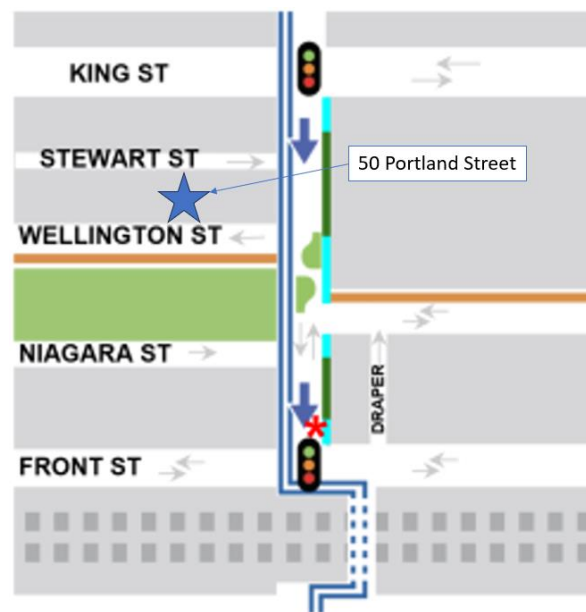 KING ST
STEWART ST
50 Portland Street
WELLINGTON ST
NIAGARA ST
DRAPER
FRONT ST